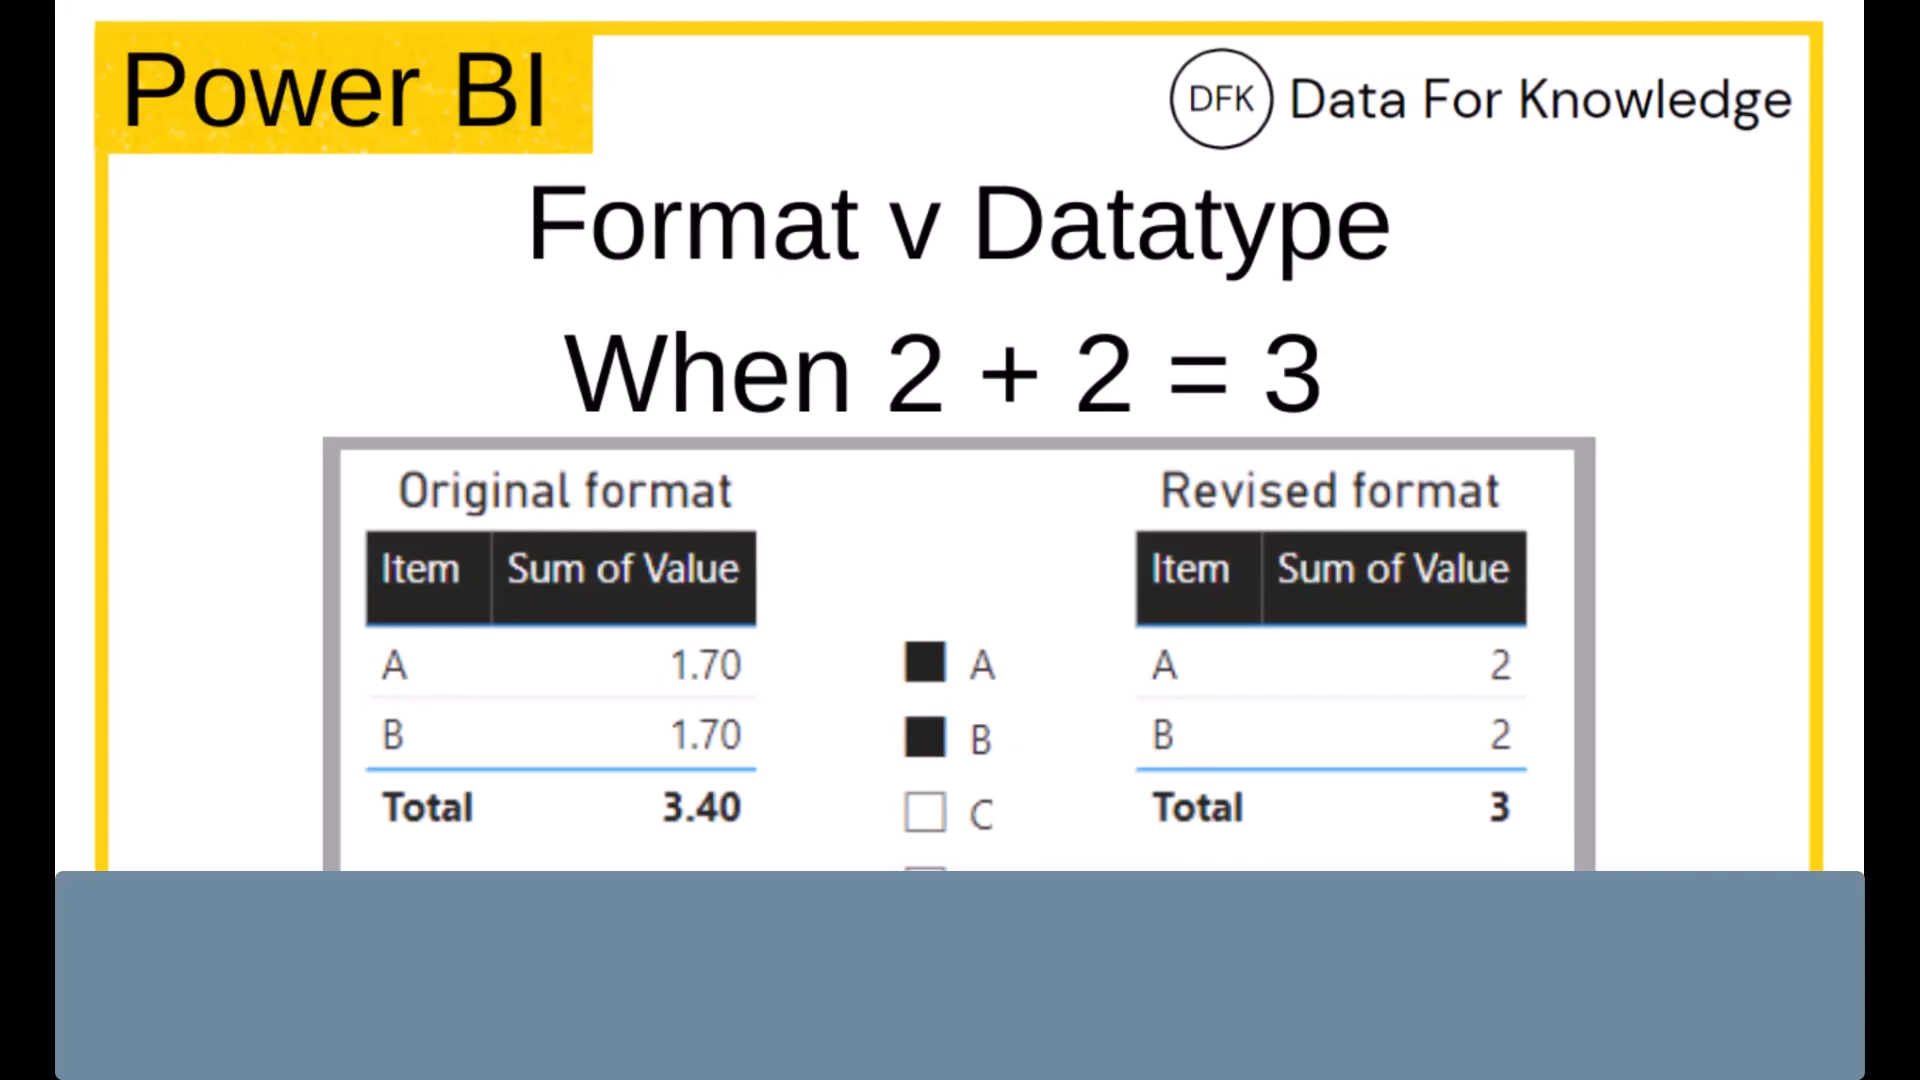 Power BI
DFK Data For Knowledge
Format v Datatype
When 2 + 2 = 3
Original format
Revised format
Item Sum of Value
Item Sum of Value
A 1.70
A
A 2
B 1.70
B
B 2
Total 3.40
C
Total 3